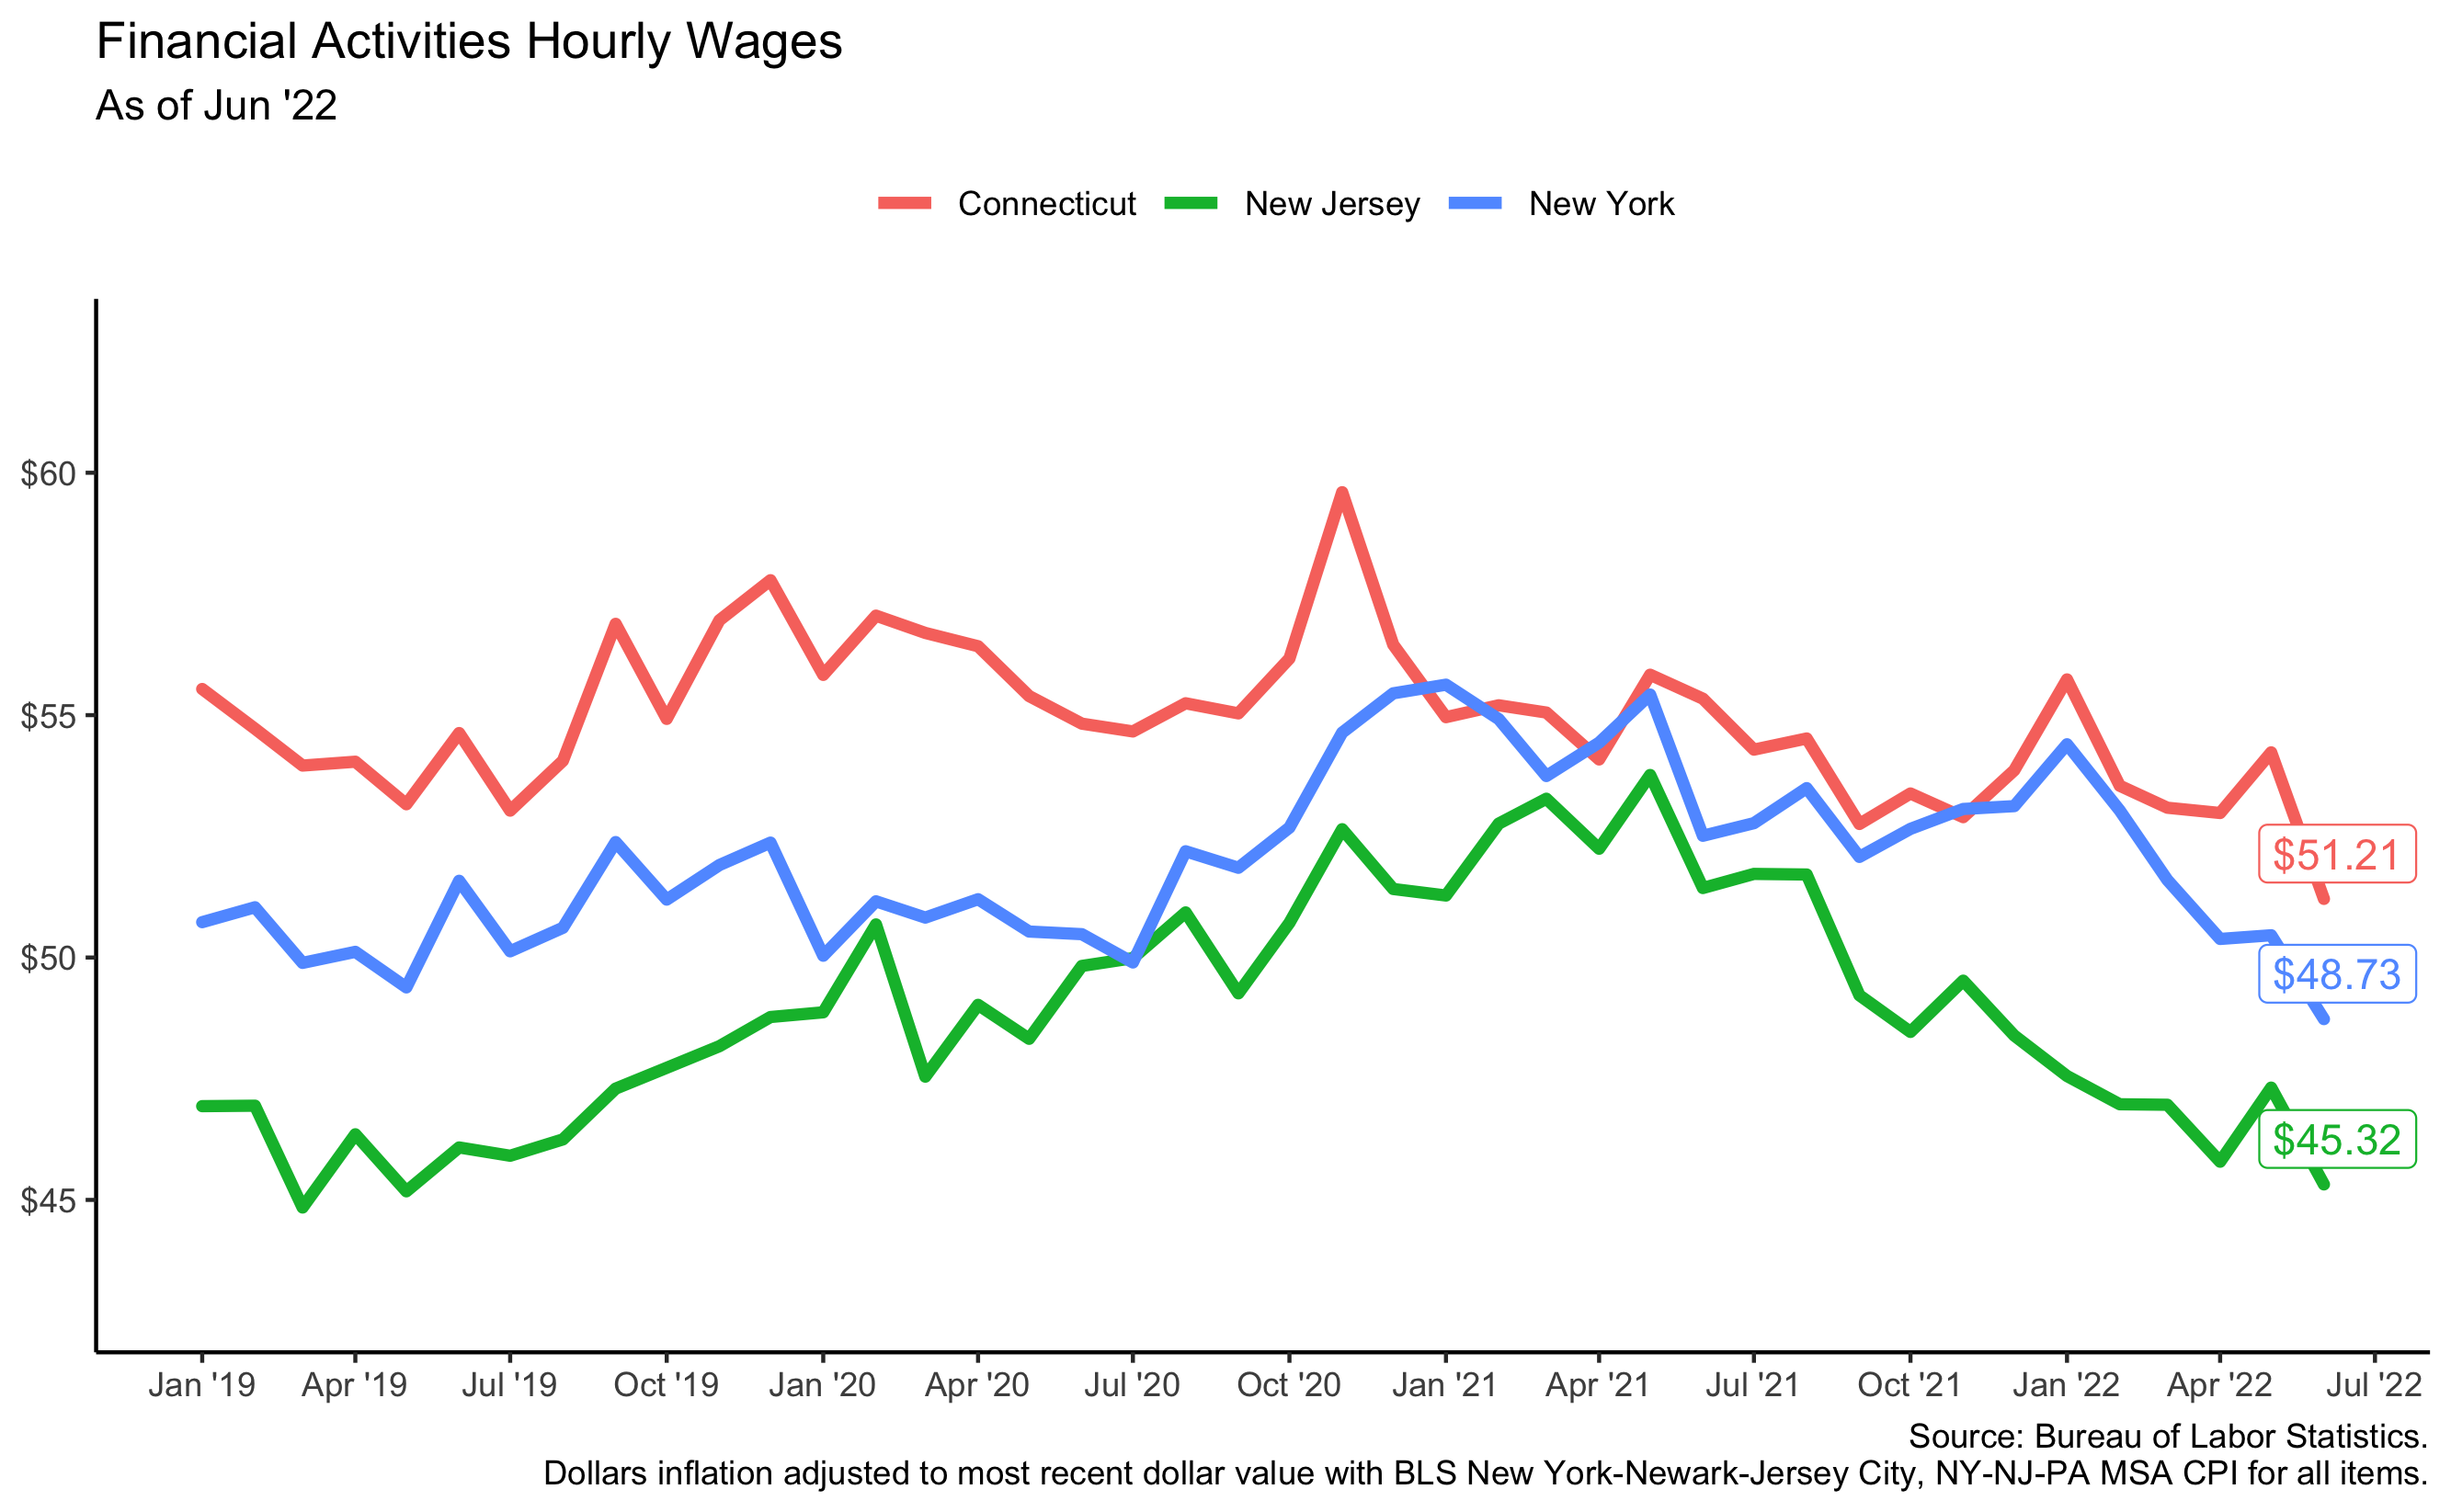 Financial Activities Hourly Wages
As of Jun '22
Connecticut New Jersey New York
$60
$55
$50
$45
$51.21
$48.73
$45.32
Jan '19 Apr '19 Jul '19 Oct '19 Jan '20 Apr '20 Jul '20 Oct '20 Jan '21 Apr '21 Jul '21 Oct '21 Jan '22 Apr '22 Jul '22
Source: Bureau of Labor Statistics.
Dollars inflation adjusted to most recent dollar value with BLS New York-Newark-Jersey City, NY-NJ-PA MSA CPI for all items.